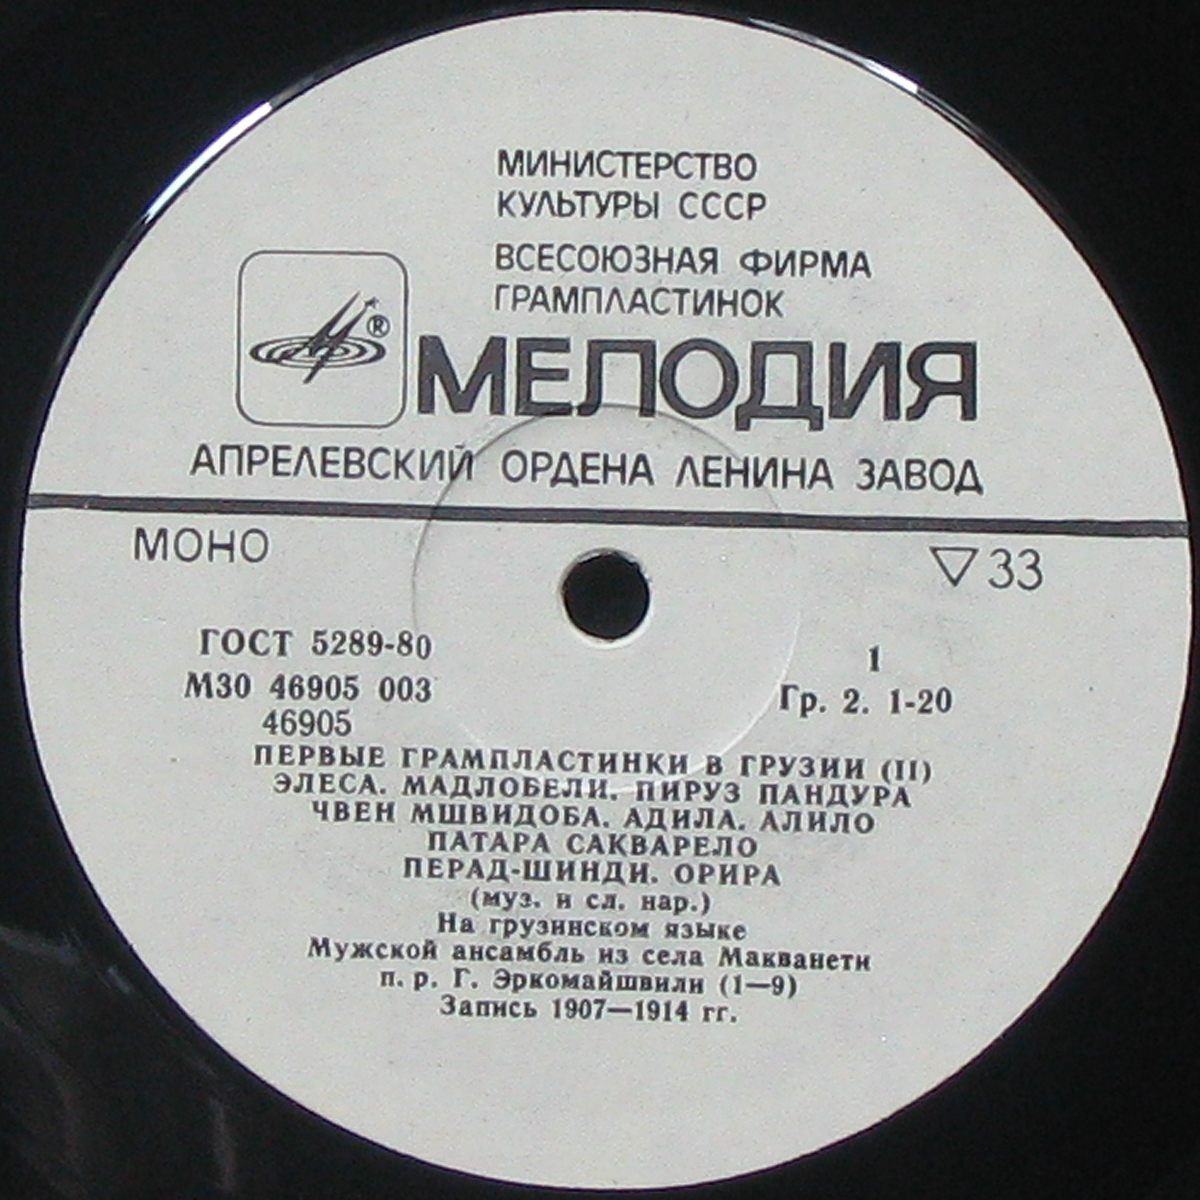 МИНИСТЕРСТВО
КУЛЬТУРЫ СССР
ВСЕСОЮЗНАЯ ФИРМА
ГРАМПЛАСТИНОК
®
МЕЛОДИЯ
АПРЕЛЕВСКИЙ ОРДЕНА ЛЕНИНА ЗАВОД
МОНО ▽33
ГОСТ 5289-80
1
М30 46905 003
Гр. 2. 1-20
46905
ПЕРВЫЕ ГРАМПЛАСТИНКИ В ГРУЗИИ (II)
ЭЛЕСА. МАДЛОБЕЛИ. ПИРУЗ ПАНДУРА
ЧВЕН МШВИДОБА. АДИЛА. АЛИЛО
ПАТАРА САКВАРЕЛО
ПЕРАД-ШИНДИ. ОРИРА
(муз. и сл. нар.)
На грузинском языке
Мужской ансамбль из села Макванети
п. р. Г. Эркомайшвили (1—9)
Запись 1907—1914 гг.